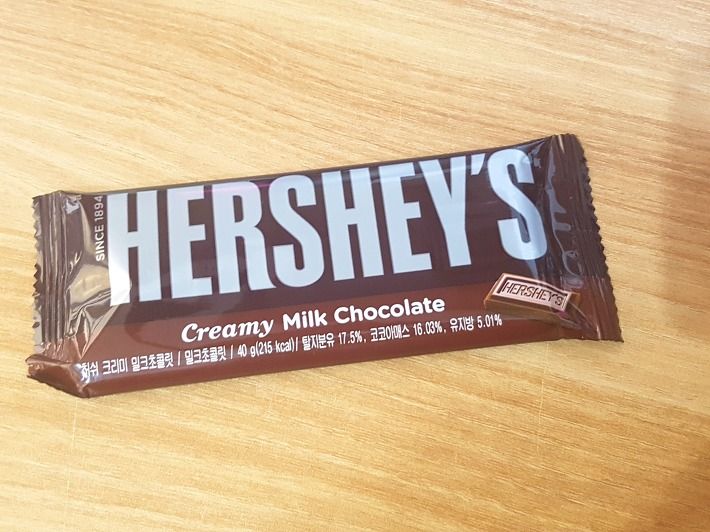 SINCE 1894
HERSHEY'S
HERSHEY'S
Creamy Milk Chocolate
허쉬 크리미 밀크초콜릿 / 밀크초콜릿 / 40 g(215 kcal)/ 탈지분유 17.5%, 코코아매스 16.03%, 유지방 5.01%